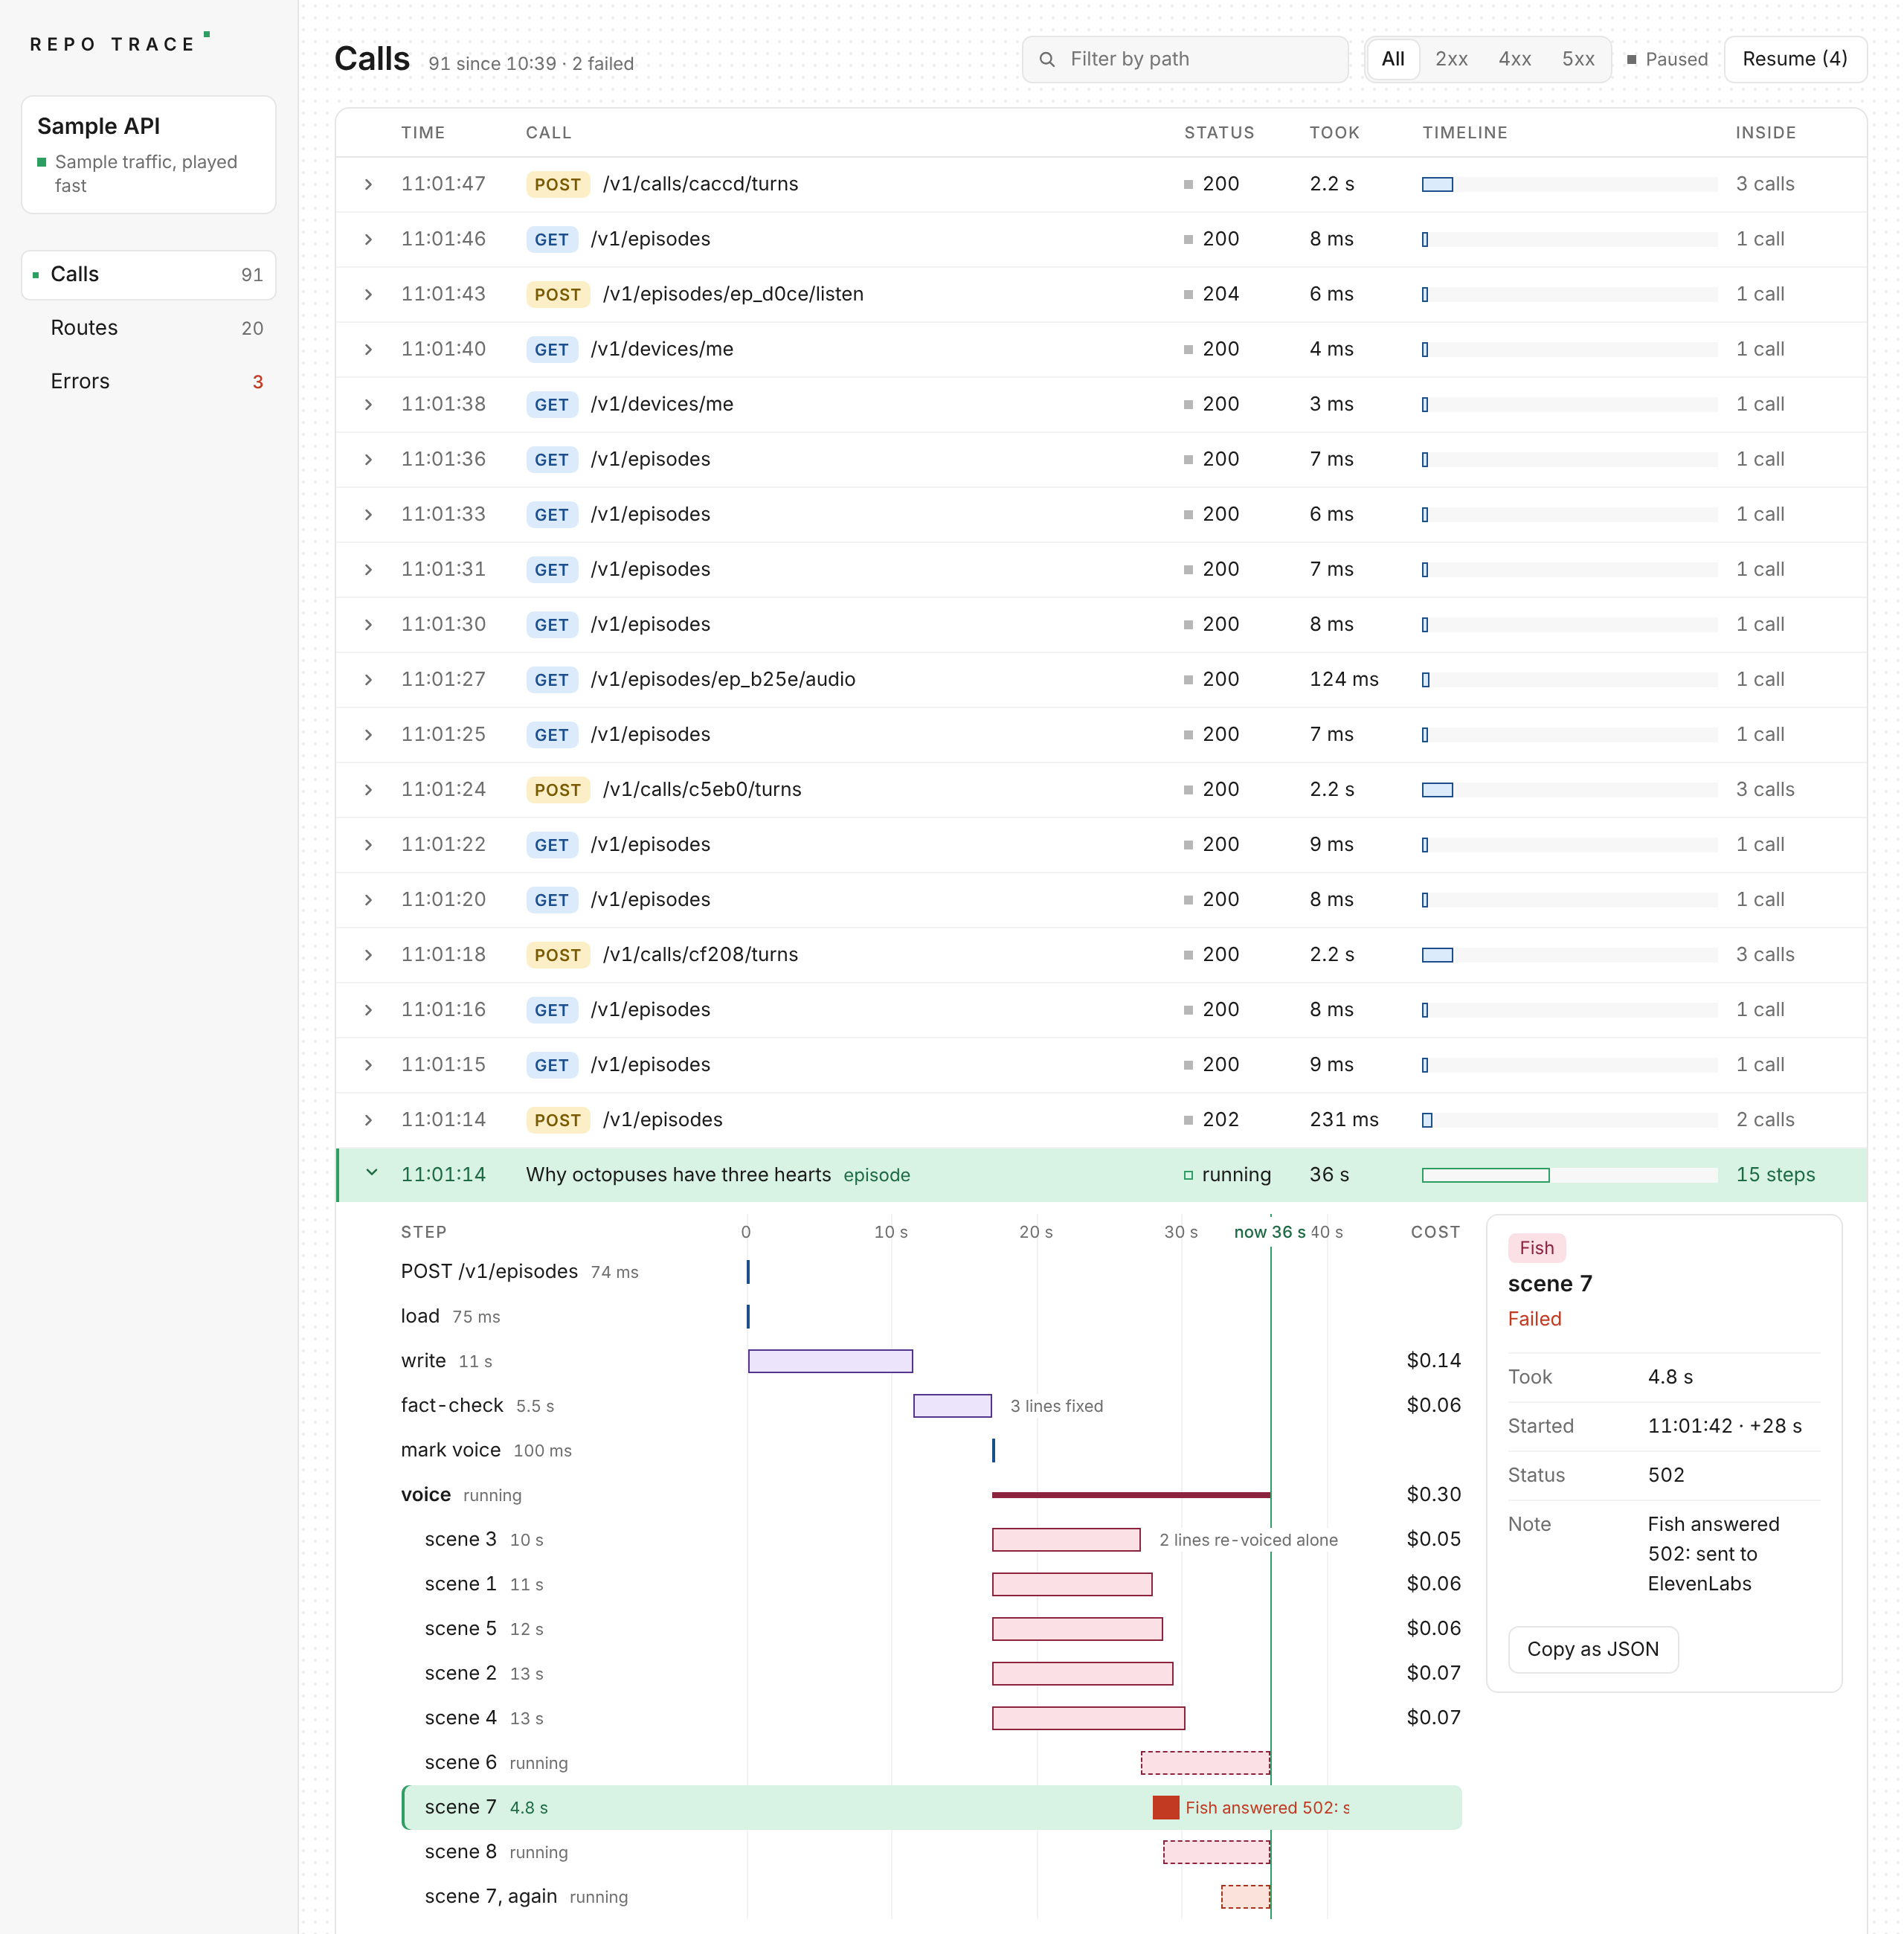 REPO TRACE
Sample API
Sample traffic, played
fast
Calls 91
Routes 20
Errors 3
Calls 91 since 10:39 · 2 failed
Filter by path
All 2xx 4xx 5xx
Paused
Resume (4)
TIME CALL STATUS TOOK TIMELINE INSIDE
11:01:47 POST /v1/calls/caccd/turns 200 2.2 s 3 calls
11:01:46 GET /v1/episodes 200 8 ms 1 call
11:01:43 POST /v1/episodes/ep_d0ce/listen 204 6 ms 1 call
11:01:40 GET /v1/devices/me 200 4 ms 1 call
11:01:38 GET /v1/devices/me 200 3 ms 1 call
11:01:36 GET /v1/episodes 200 7 ms 1 call
11:01:33 GET /v1/episodes 200 6 ms 1 call
11:01:31 GET /v1/episodes 200 7 ms 1 call
11:01:30 GET /v1/episodes 200 8 ms 1 call
11:01:27 GET /v1/episodes/ep_b25e/audio 200 124 ms 1 call
11:01:25 GET /v1/episodes 200 7 ms 1 call
11:01:24 POST /v1/calls/c5eb0/turns 200 2.2 s 3 calls
11:01:22 GET /v1/episodes 200 9 ms 1 call
11:01:20 GET /v1/episodes 200 8 ms 1 call
11:01:18 POST /v1/calls/cf208/turns 200 2.2 s 3 calls
11:01:16 GET /v1/episodes 200 8 ms 1 call
11:01:15 GET /v1/episodes 200 9 ms 1 call
11:01:14 POST /v1/episodes 202 231 ms 2 calls
11:01:14 Why octopuses have three hearts episode running 36 s 15 steps
STEP 0 10 s 20 s 30 s now 36 s 40 s COST
POST /v1/episodes 74 ms
load 75 ms
write 11 s $0.14
fact-check 5.5 s 3 lines fixed $0.06
mark voice 100 ms
voice running $0.30
scene 3 10 s 2 lines re-voiced alone $0.05
scene 1 11 s $0.06
scene 5 12 s $0.06
scene 2 13 s $0.07
scene 4 13 s $0.07
scene 6 running
scene 7 4.8 s Fish answered 502: s
scene 8 running
scene 7, again running
Fish
scene 7
Failed
Took 4.8 s
Started 11:01:42 · +28 s
Status 502
Note Fish answered
502: sent to
ElevenLabs
Copy as JSON